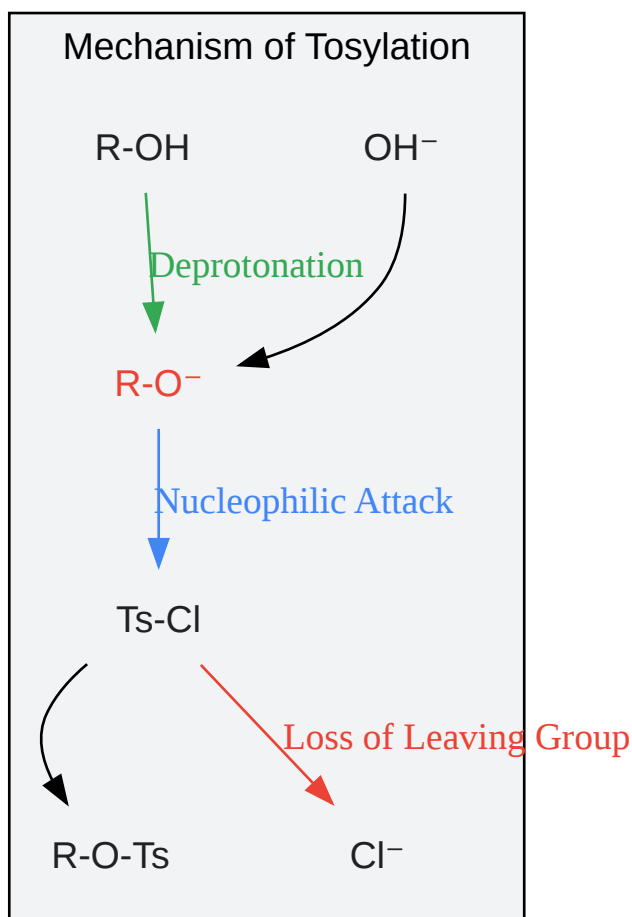 Mechanism of Tosylation
R-OH OH⁻
Deprotonation
R-O⁻
Nucleophilic Attack
Ts-Cl
Loss of Leaving Group
R-O-Ts Cl⁻